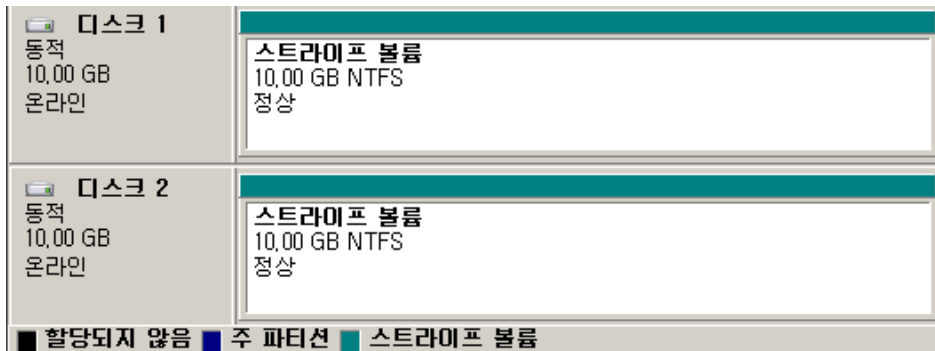 디스크 1
동적
10,00 GB
온라인
스트라이프 볼륨
10,00 GB NTFS
정상
디스크 2
동적
10,00 GB
온라인
스트라이프 볼륨
10,00 GB NTFS
정상
할당되지 않음 주 파티션 스트라이프 볼륨